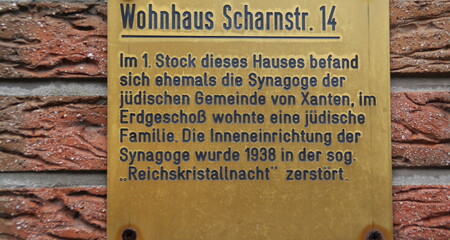 Wohnhaus Scharnstr. 14
Im 1. Stock dieses Hauses befand
sich ehemals die Synagoge der
jüdischen Gemeinde von Xanten, im
Erdgeschoß wohnte eine jüdische
Familie. Die Inneneinrichtung der
Synagoge wurde 1938 in der sog.
„Reichskristallnacht" zerstört.